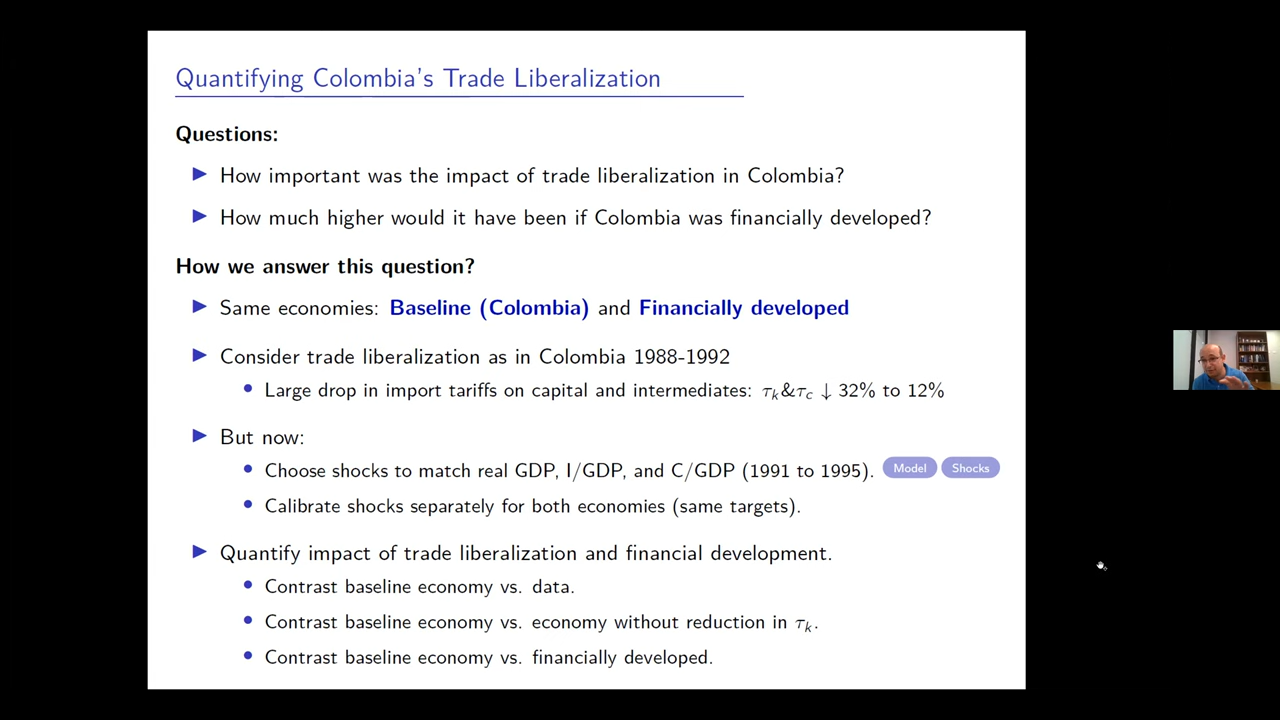 Quantifying Colombia's Trade Liberalization
Questions:
▶ How important was the impact of trade liberalization in Colombia?
▶ How much higher would it have been if Colombia was financially developed?
How we answer this question?
▶ Same economies: Baseline (Colombia) and Financially developed
▶ Consider trade liberalization as in Colombia 1988-1992
• Large drop in import tariffs on capital and intermediates: τₖ&τ_c ↓ 32% to 12%
▶ But now:
• Choose shocks to match real GDP, I/GDP, and C/GDP (1991 to 1995). Model Shocks
• Calibrate shocks separately for both economies (same targets).
▶ Quantify impact of trade liberalization and financial development.
• Contrast baseline economy vs. data.
• Contrast baseline economy vs. economy without reduction in τₖ.
• Contrast baseline economy vs. financially developed.